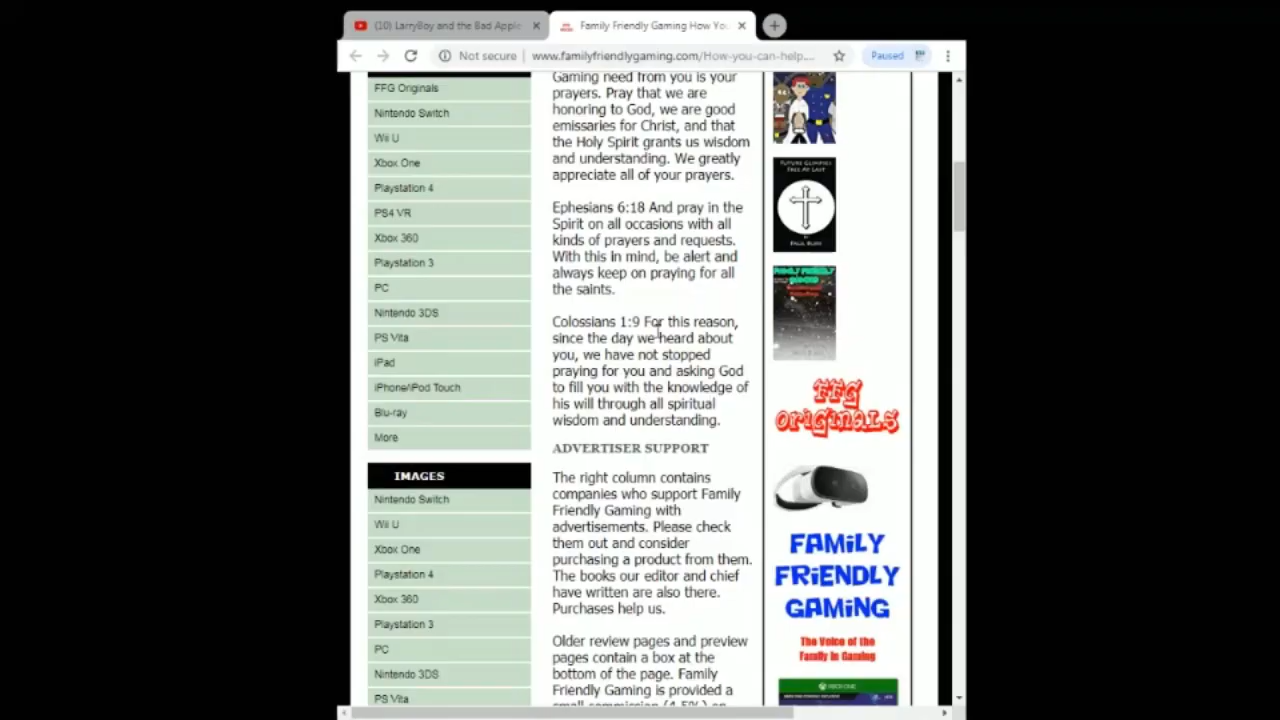 (10) LarryBoy and the Bad Apple
Family Friendly Gaming How Yo
Not secure
www.familyfriendlygaming.com/How-you-can-help....
Paused
FFG Originals
Nintendo Switch
Wii U
Xbox One
Playstation 4
PS4 VR
Xbox 360
Playstation 3
PC
Nintendo 3DS
PS Vita
iPad
iPhone/iPod Touch
Blu-ray
More
IMAGES
Nintendo Switch
Wii U
Xbox One
Playstation 4
Xbox 360
Playstation 3
PC
Nintendo 3DS
PS Vita
Gaming need from you is your
prayers. Pray that we are
honoring to God, we are good
emissaries for Christ, and that
the Holy Spirit grants us wisdom
and understanding. We greatly
appreciate all of your prayers.
Ephesians 6:18 And pray in the
Spirit on all occasions with all
kinds of prayers and requests.
With this in mind, be alert and
always keep on praying for all
the saints.
Colossians 1:9 For this reason,
since the day we heard about
you, we have not stopped
praying for you and asking God
to fill you with the knowledge of
his will through all spiritual
wisdom and understanding.
ADVERTISER SUPPORT
The right column contains
companies who support Family
Friendly Gaming with
advertisements. Please check
them out and consider
purchasing a product from them.
The books our editor and chief
have written are also there.
Purchases help us.
Older review pages and preview
pages contain a box at the
bottom of the page. Family
Friendly Gaming is provided a
small commission (4.5%) on
FUTURE GLIMPSES
FREE AT LAST
FFG
ORiGiNALS
FAMiLY
FRiENDLY
GAMiNG
The Voice of the
Family in Gaming
XBOX ONE